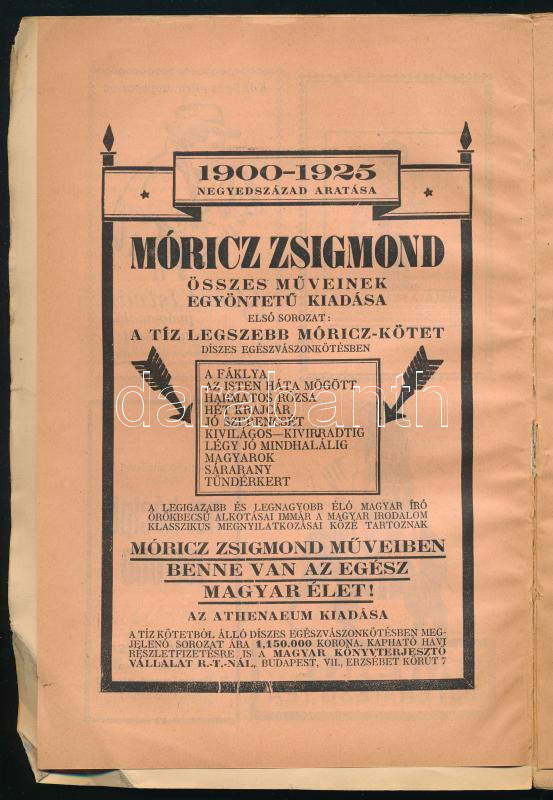 1900–1925
NEGYEDSZÁZAD ARATÁSA
MÓRICZ ZSIGMOND
ÖSSZES MŰVEINEK
EGYÖNTETŰ KIADÁSA
ELSŐ SOROZAT:
A TÍZ LEGSZEBB MÓRICZ-KÖTET
DÍSZES EGÉSZVÁSZONKÖTÉSBEN
A FÁKLYA
AZ ISTEN HÁTA MÖGÖTT
HARMATOS RÓZSA
HÉT KRAJCÁR
JÓ SZERENCSÉT
KIVILÁGOS—KIVIRRADTIG
LÉGY JÓ MINDHALÁLIG
MAGYAROK
SÁRARANY
TÜNDÉRKERT
darabanth
A LEGIGAZABB ÉS LEGNAGYOBB ÉLŐ MAGYAR ÍRÓ
ÖRÖKBECSŰ ALKOTÁSAI IMMÁR A MAGYAR IRODALOM
KLASSZIKUS MEGNYILATKOZÁSAI KÖZÉ TARTOZNAK
MÓRICZ ZSIGMOND MŰVEIBEN
BENNE VAN AZ EGÉSZ
MAGYAR ÉLET!
AZ ATHENAEUM KIADÁSA
A TÍZ KÖTETBŐL ÁLLÓ DÍSZES EGÉSZVÁSZONKÖTÉSBEN MEG-
JELENŐ SOROZAT ÁRA 1,150.000 KORONA. KAPHATÓ HAVI
RÉSZLETFIZETÉSRE IS A MAGYAR KÖNYVTERJESZTŐ
VÁLLALAT R.-T.-NÁL, BUDAPEST, VII, ERZSÉBET KÖRÚT 7